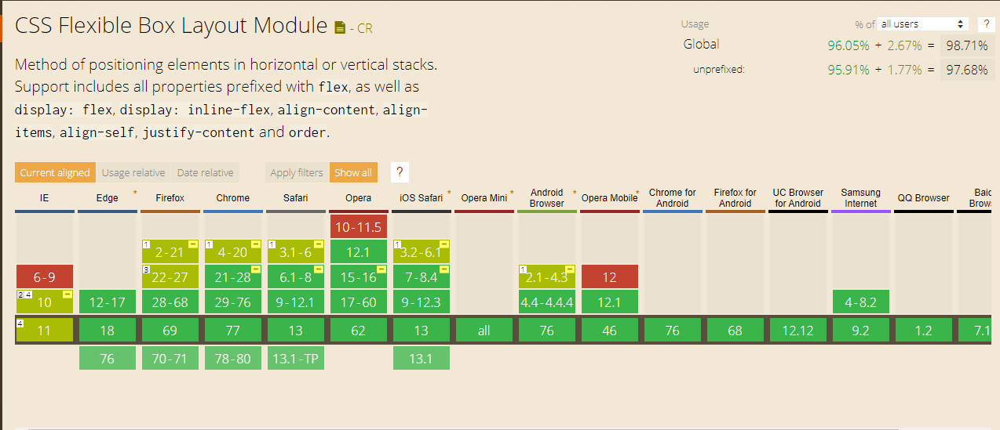 CSS Flexible Box Layout Module - CR
Usage % of all users ?
Global 96.05% + 2.67% = 98.71%
unprefixed: 95.91% + 1.77% = 97.68%
Method of positioning elements in horizontal or vertical stacks.
Support includes all properties prefixed with flex, as well as
display: flex, display: inline-flex, align-content, align-
items, align-self, justify-content and order.
Current aligned Usage relative Date relative Apply filters Show all ?
IE Edge * Firefox Chrome Safari Opera iOS Safari * Opera Mini * Android Browser * Opera Mobile * Chrome for Android Firefox for Android UC Browser for Android Samsung Internet QQ Browser Baic Brow
10-11.5
1 2-21 - 1 4-20 - 1 3.1-6 - 12.1 1 3.2-6.1 -
6-9 3 22-27 21-28 - 6.1-8 - 15-16 - 7-8.4 - 1 2.1-4.3 - 12
2 4 10 - 12-17 28-68 29-76 9-12.1 17-60 9-12.3 4.4-4.4.4 12.1 4-8.2
4 11 18 69 77 13 62 13 all 76 46 76 68 12.12 9.2 1.2 7.1
76 70-71 78-80 13.1-TP 13.1